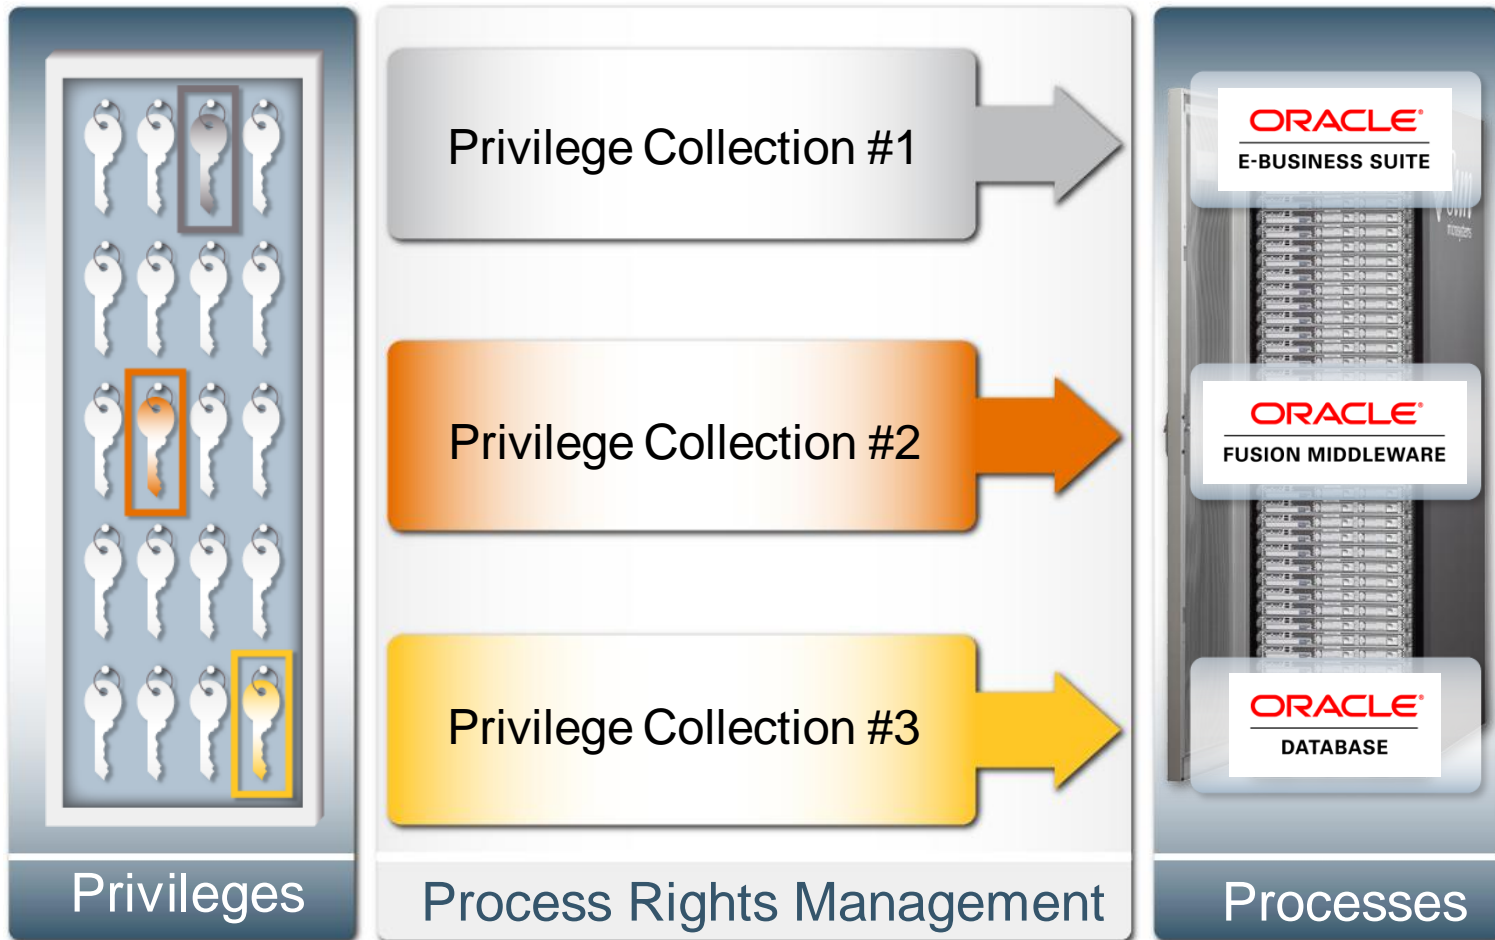 Privilege Collection #1
ORACLE®
E-BUSINESS SUITE
microsystems
Privilege Collection #2
ORACLE®
FUSION MIDDLEWARE
Privilege Collection #3
ORACLE®
DATABASE
Privileges
Process Rights Management
Processes